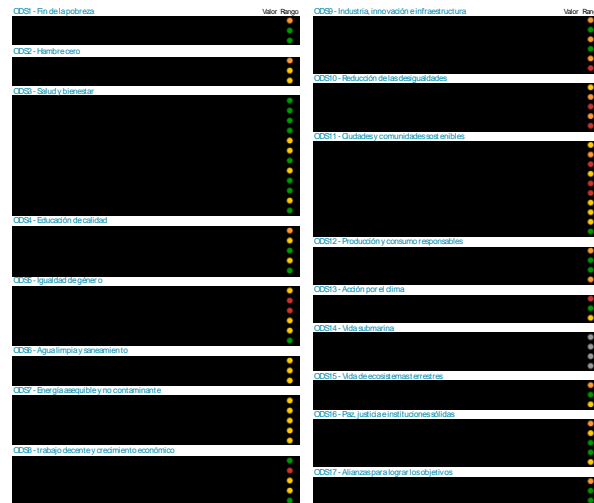 ODS1 - Fin de la pobreza
Valor Rango
ODS2 - Hambre cero
ODS3 - Salud y bienestar
ODS4 - Educación de calidad
ODS5 - Igualdad de género
ODS6 - Agua limpia y saneamiento
ODS7 - Energía asequible y no contaminante
ODS8 - trabajo decente y crecimiento económico
ODS9 - Industria, innovación e infraestructura
Valor Ran
ODS10 - Reducción de las desigualdades
ODS11 - Ciudades y comunidades sostenibles
ODS12 - Producción y consumo responsables
ODS13 - Acción por el clima
ODS14 - Vida submarina
ODS15 - Vida de ecosistemas terrestres
ODS16 - Paz, justicia e instituciones sólidas
ODS17 - Alianzas para lograr los objetivos